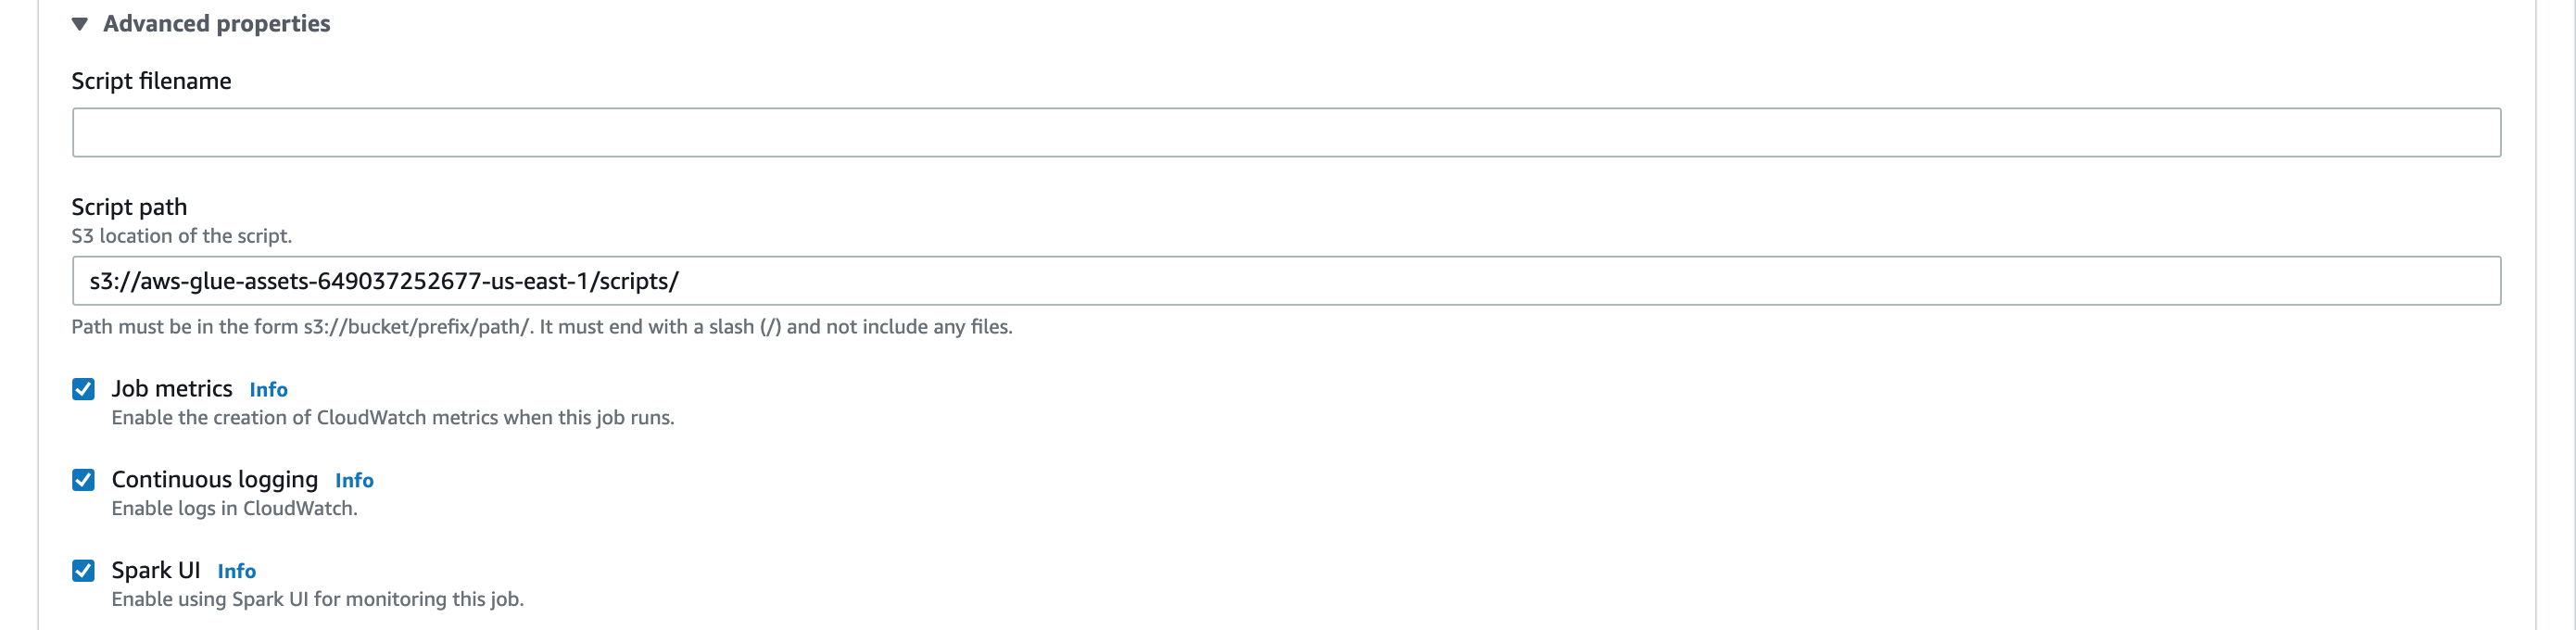 Advanced properties
Script filename
Script path
S3 location of the script.
s3://aws-glue-assets-649037252677-us-east-1/scripts/
Path must be in the form s3://bucket/prefix/path/. It must end with a slash (/) and not include any files.
Job metrics Info
Enable the creation of CloudWatch metrics when this job runs.
Continuous logging Info
Enable logs in CloudWatch.
Spark UI Info
Enable using Spark UI for monitoring this job.